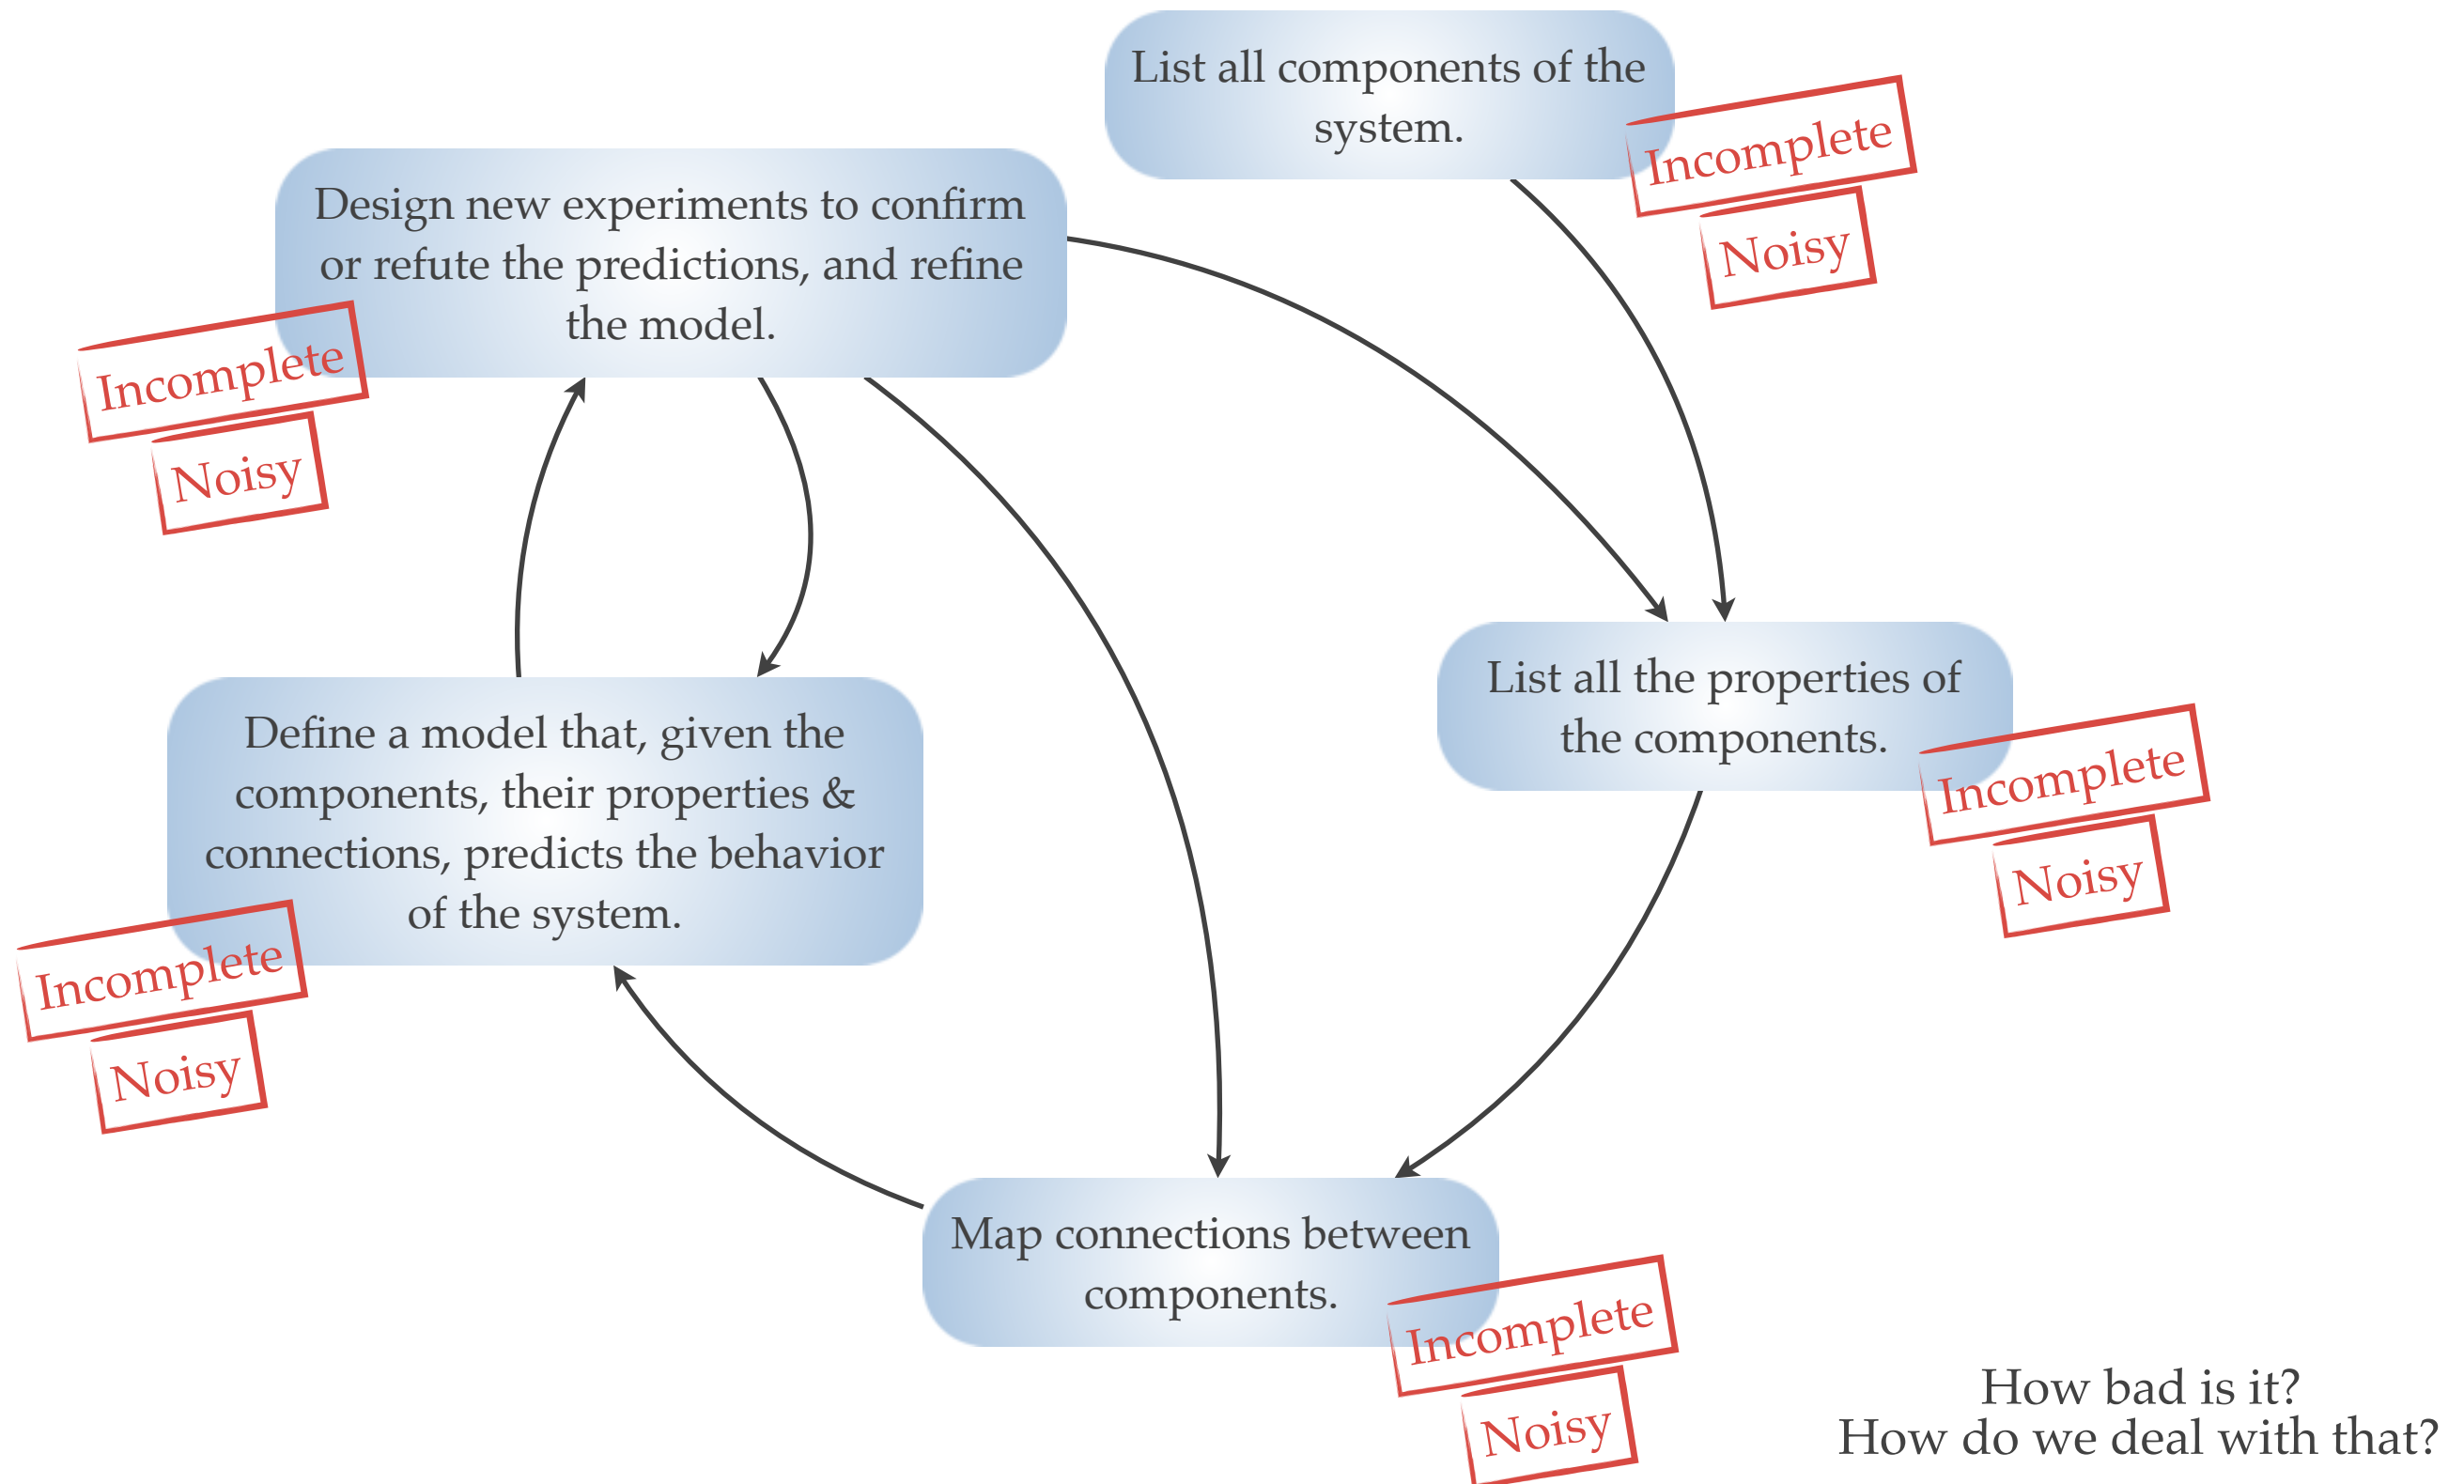 List all components of the
system.
Incomplete
Noisy
Design new experiments to confirm
or refute the predictions, and refine
the model.
Incomplete
Noisy
List all the properties of
the components.
Incomplete
Noisy
Define a model that, given the
components, their properties &
connections, predicts the behavior
of the system.
Incomplete
Noisy
Map connections between
components.
Incomplete
Noisy
How bad is it?
How do we deal with that?